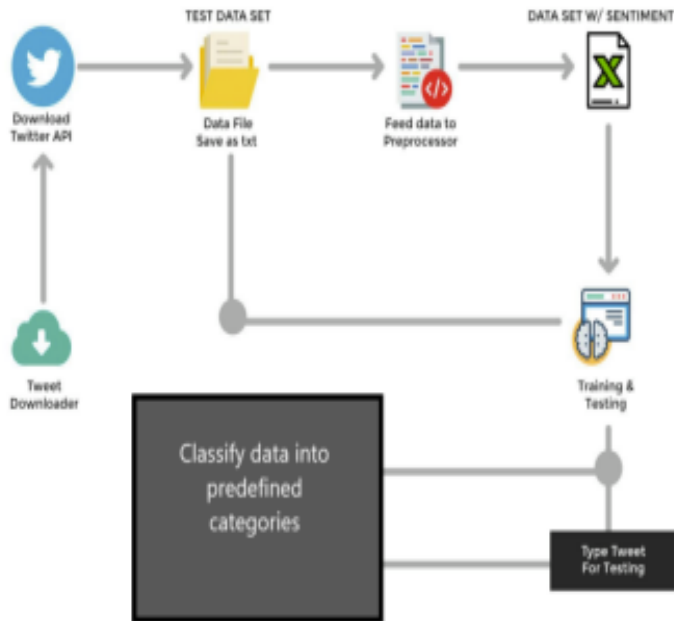 TEST DATA SET
DATA SET W/ SENTIMENT
Download
Twitter API
Data File
Save as txt
Feed data to
Preprocessor
Tweet
Downloader
Training &
Testing
Classify data into
predefined
categories
Type Tweet
For Testing